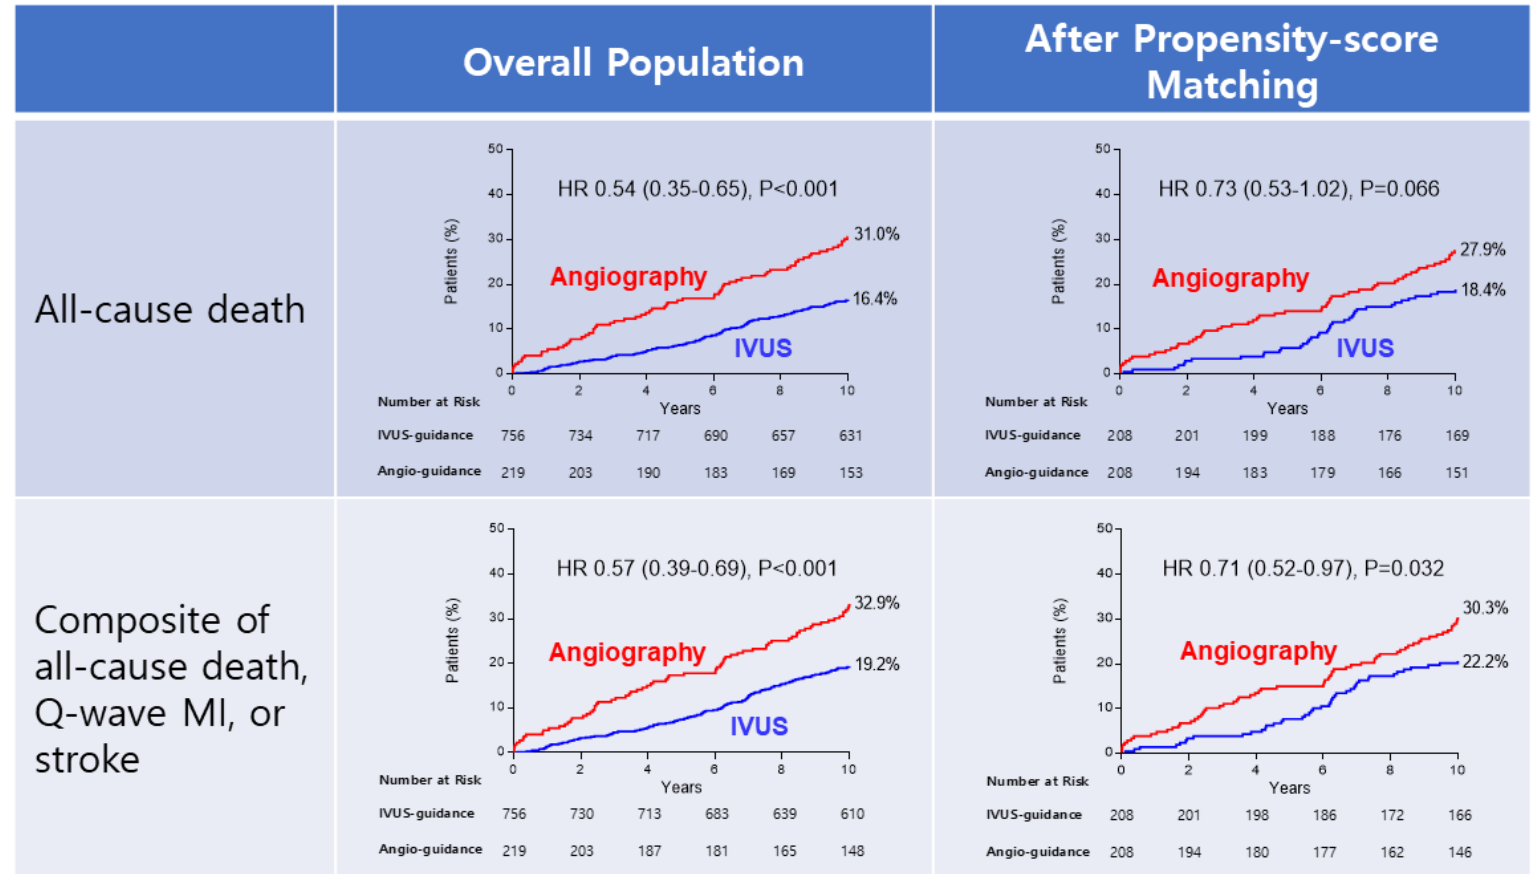 Overall Population
After Propensity-score
Matching
All-cause death
50
40
30
20
10
0
Patients (%)
HR 0.54 (0.35-0.65), P<0.001
31.0%
Angiography
16.4%
IVUS
0 2 4 6 8 10
Years
Number at Risk
IVUS-guidance 756 734 717 690 657 631
Angio-guidance 219 203 190 183 169 153
50
40
30
20
10
0
Patients (%)
HR 0.73 (0.53-1.02), P=0.066
27.9%
Angiography
18.4%
IVUS
0 2 4 6 8 10
Years
Number at Risk
IVUS-guidance 208 201 199 188 176 169
Angio-guidance 208 194 183 179 166 151
Composite of
all-cause death,
Q-wave MI, or
stroke
50
40
30
20
10
0
Patients (%)
HR 0.57 (0.39-0.69), P<0.001
32.9%
Angiography
19.2%
IVUS
0 2 4 6 8 10
Years
Number at Risk
IVUS-guidance 756 730 713 683 639 610
Angio-guidance 219 203 187 181 165 148
50
40
30
20
10
0
Patients (%)
HR 0.71 (0.52-0.97), P=0.032
30.3%
Angiography
22.2%
IVUS
0 2 4 6 8 10
Years
Number at Risk
IVUS-guidance 208 201 198 186 172 166
Angio-guidance 208 194 180 177 162 146